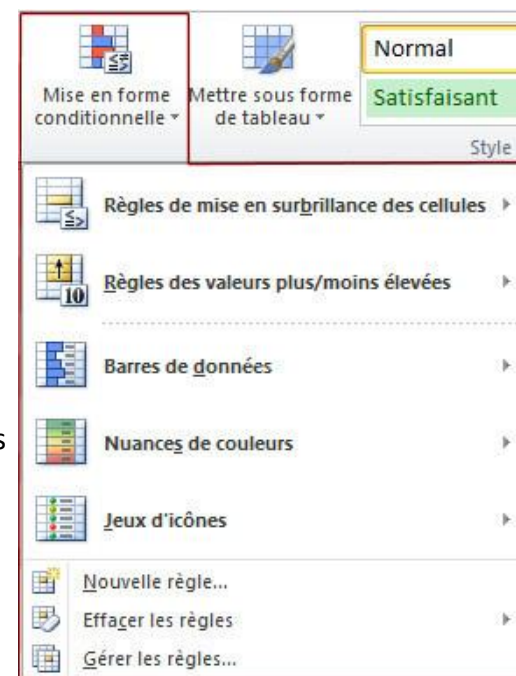 Mise en forme
conditionnelle
Mettre sous forme
de tableau
Normal
Satisfaisant
Style
Règles de mise en surbrillance des cellules
10
Règles des valeurs plus/moins élevées
Barres de données
s
Nuances de couleurs
Jeux d'icônes
Nouvelle règle...
Effacer les règles
Gérer les règles...